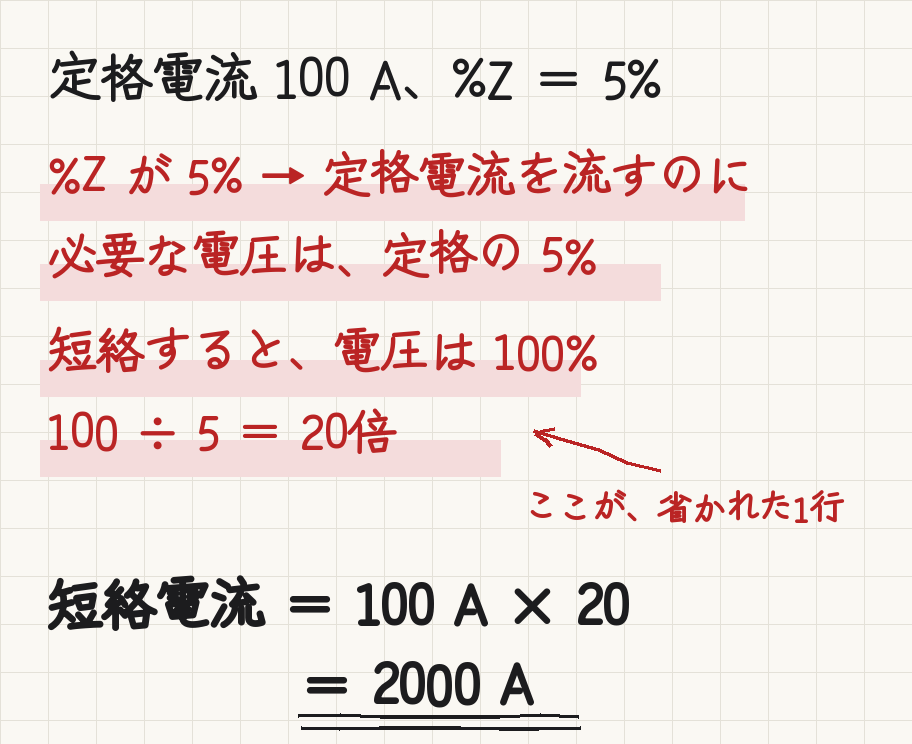 定格電流 100 A、%Z = 5%
%Z が 5% → 定格電流を流すのに
必要な電圧は、定格の 5%
短絡すると、電圧は 100%
100 ÷ 5 = 20倍
ここが、省かれた1行
短絡電流 = 100 A × 20
= 2000 A